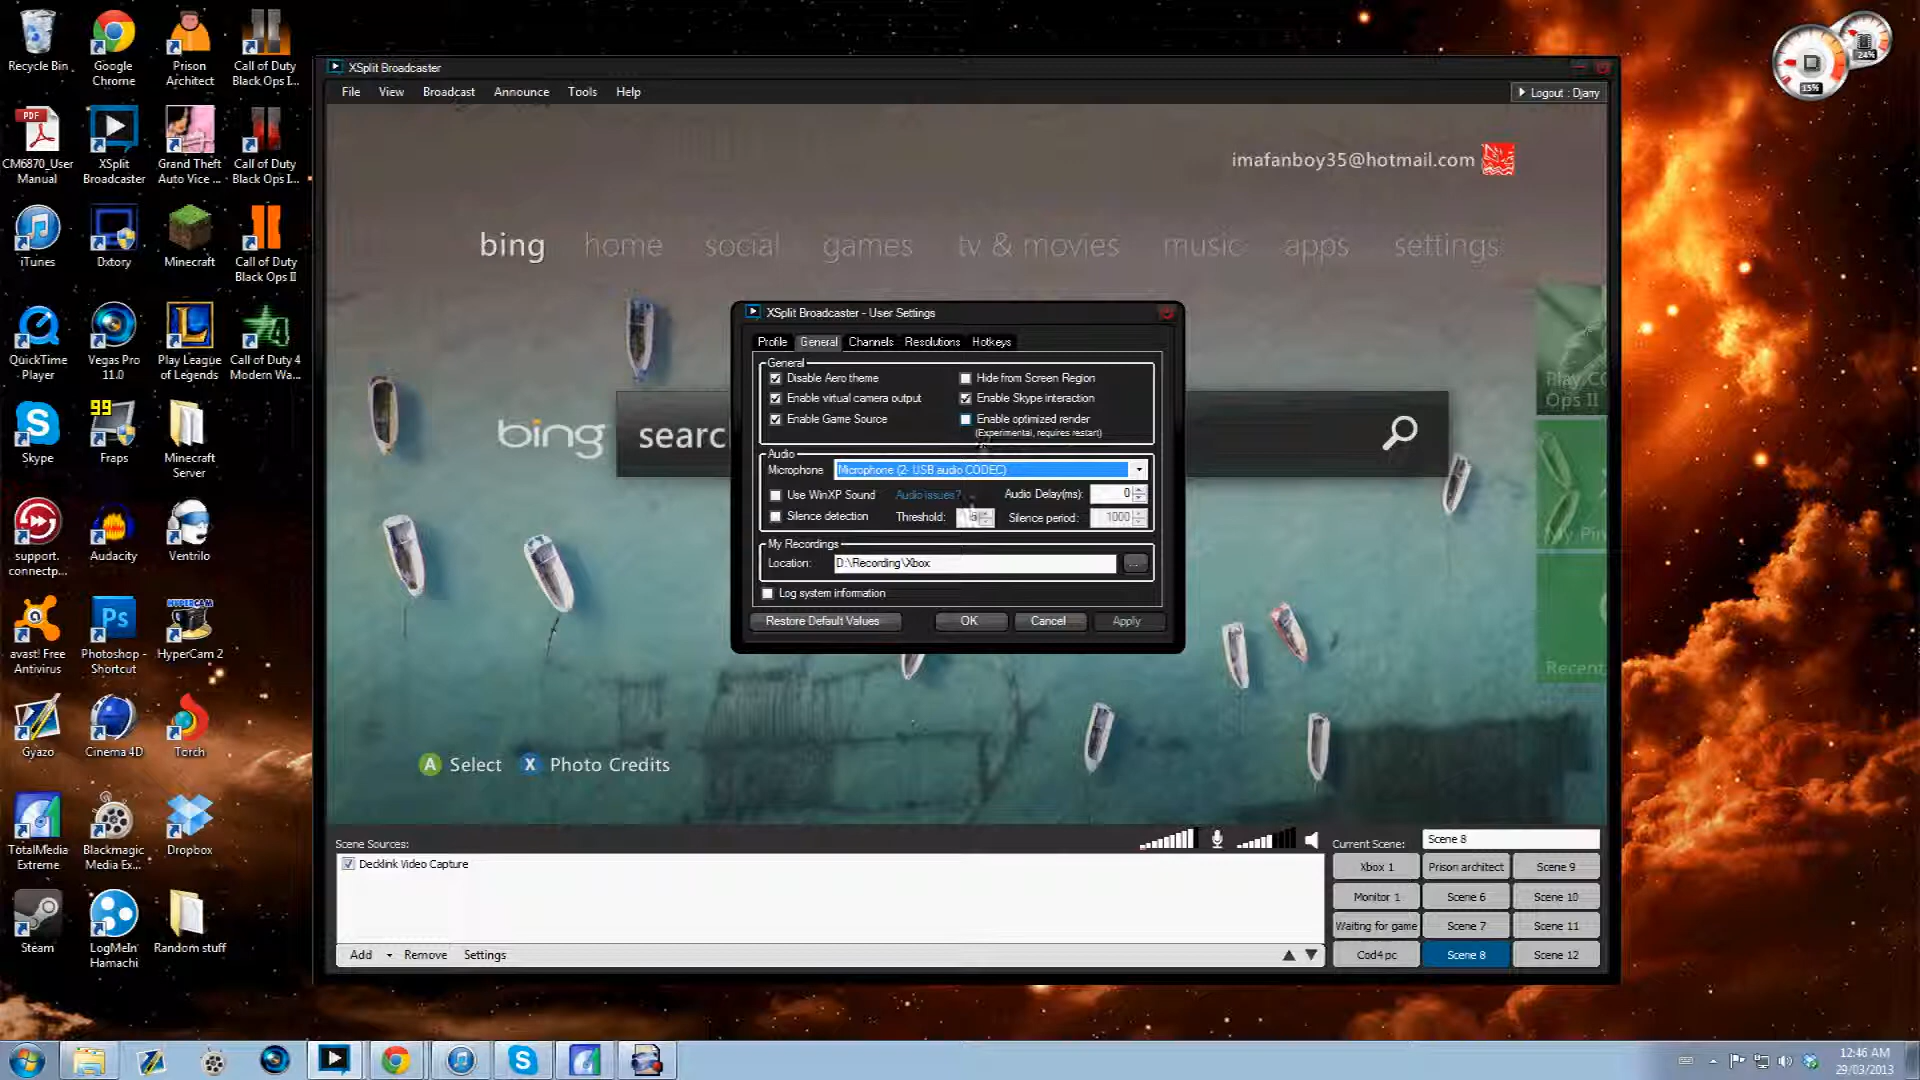 Recycle Bin
Google
Chrome
Prison
Architect
Call of Duty
Black Ops I...
CM6870_User
Manual
XSplit
Broadcaster
Grand Theft
Auto Vice ...
Call of Duty
Black Ops I...
iTunes
Dxtory
Minecraft
Call of Duty
Black Ops II
QuickTime
Player
Vegas Pro
11.0
Play League
of Legends
Call of Duty 4
Modern Wa...
Skype
99
Fraps
Minecraft
Server
support.
connectp...
Audacity
Ventrilo
avast! Free
Antivirus
Photoshop -
Shortcut
HyperCam 2
Gyazo
Cinema 4D
Torch
TotalMedia
Extreme
Blackmagic
Media Ex...
Dropbox
Steam
LogMeIn
Hamachi
Random stuff
XSplit Broadcaster
File View Broadcast Announce Tools Help
Logout : Djarry
imafanboy35@hotmail.com
bing home social games tv & movies music apps settings
bing
searc
Play C
Ops II
My Pin
Recent
A Select X Photo Credits
XSplit Broadcaster - User Settings
Profile General Channels Resolutions Hotkeys
General
Disable Aero theme
Hide from Screen Region
Enable virtual camera output
Enable Skype interaction
Enable Game Source
Enable optimized render
(Experimental, requires restart)
Audio
Microphone Microphone (2- USB audio CODEC)
Use WinXP Sound Audio issues? Audio Delay(ms): 0
Silence detection Threshold: Silence period: 1000
My Recordings
Location: D:\Recording\Xbox ...
Log system information
Restore Default Values OK Cancel Apply
Scene Sources:
Decklink Video Capture
Add Remove Settings
Current Scene: Scene 8
Xbox 1 Prison architect Scene 9
Monitor 1 Scene 6 Scene 10
Waiting for game Scene 7 Scene 11
Cod4 pc Scene 8 Scene 12
24%
15%
12:46 AM
29/03/2013